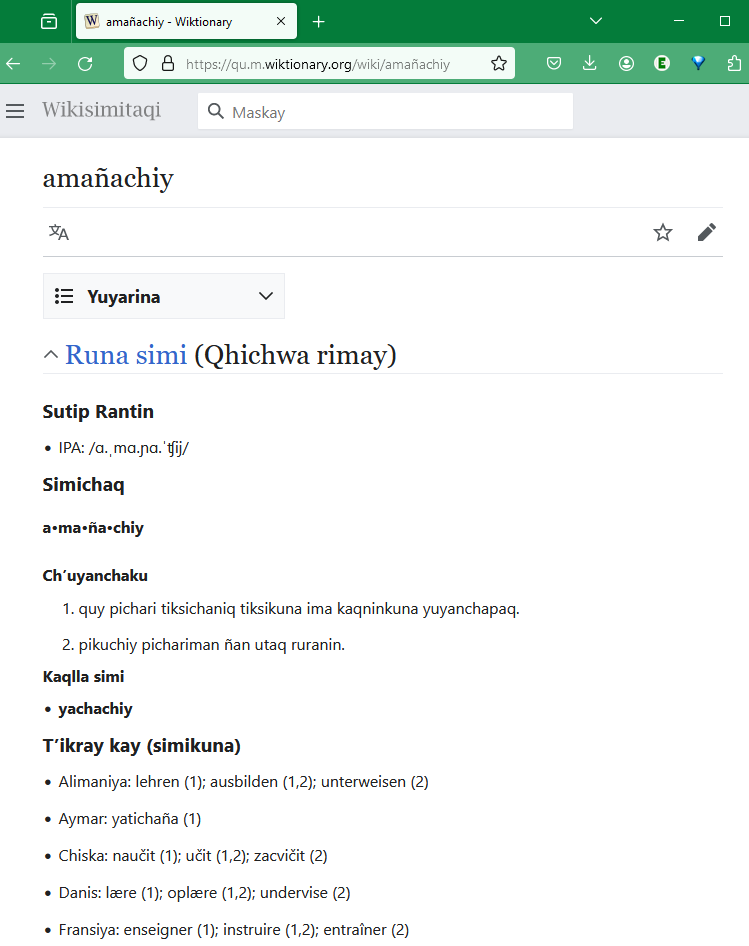 amañachiy - Wiktionary
https://qu.m.wiktionary.org/wiki/amañachiy
Wikisimitaqi
Maskay
amañachiy
Yuyarina
Runa simi (Qhichwa rimay)
Sutip Rantin
• IPA: /ɑ.ˌmɑ.ɲɑ.ˈʧij/
Simichaq
a•ma•ña•chiy
Ch’uyanchaku
1. quy pichari tiksichaniq tiksikuna ima kaqninkuna yuyanchapaq.
2. pikuchiy pichariman ñan utaq ruranin.
Kaqlla simi
• yachachiy
T’ikray kay (simikuna)
• Alimaniya: lehren (1); ausbilden (1,2); unterweisen (2)
• Aymar: yatichaña (1)
• Chiska: naučit (1); učit (1,2); zacvičit (2)
• Danis: lære (1); oplære (1,2); undervise (2)
• Fransiya: enseigner (1); instruire (1,2); entraîner (2)